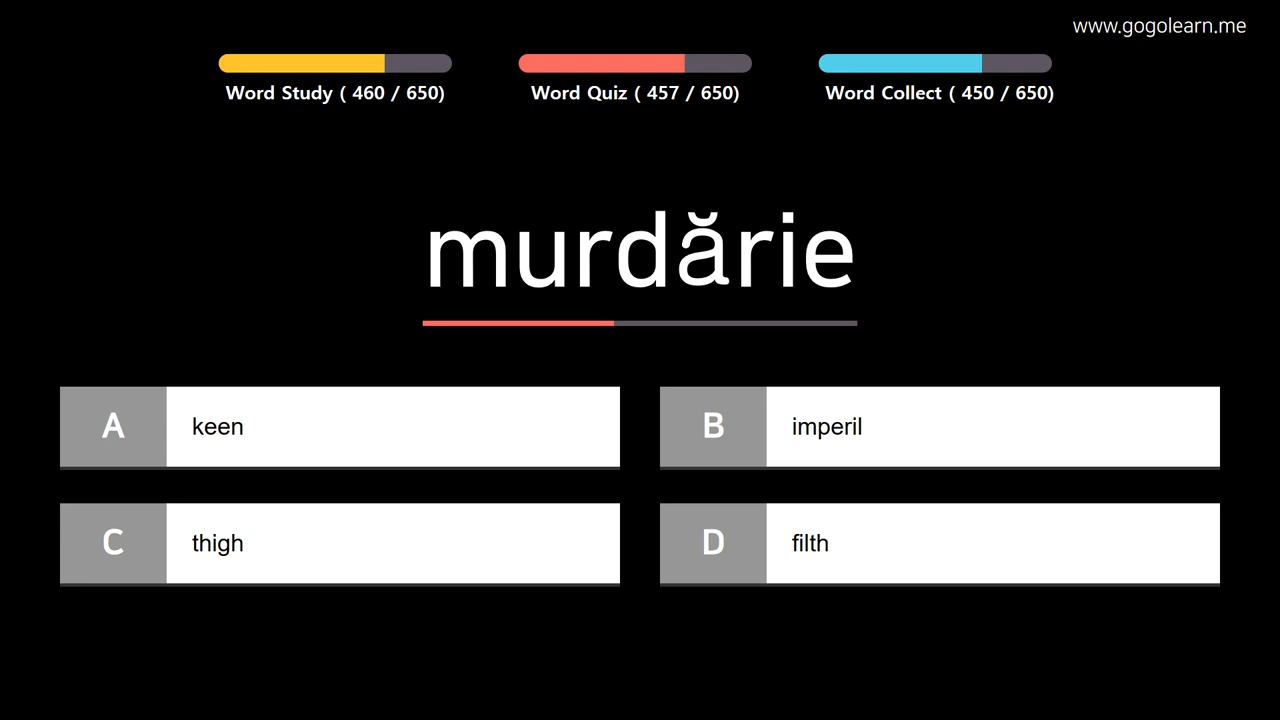 www.gogolearn.me
Word Study ( 460 / 650)
Word Quiz ( 457 / 650)
Word Collect ( 450 / 650)
murdărie
A keen
B imperil
C thigh
D filth